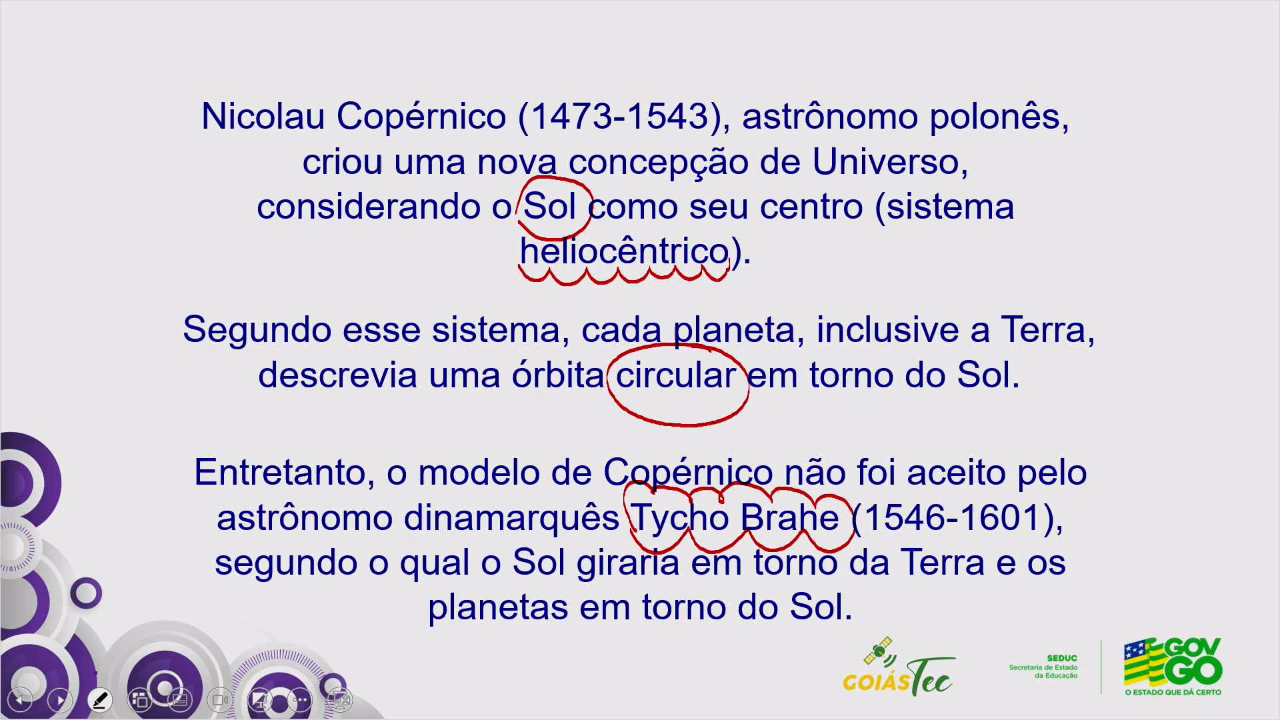 Nicolau Copérnico (1473-1543), astrônomo polonês,
criou uma nova concepção de Universo,
considerando o Sol como seu centro (sistema
heliocêntrico).
Segundo esse sistema, cada planeta, inclusive a Terra,
descrevia uma órbita circular em torno do Sol.
Entretanto, o modelo de Copérnico não foi aceito pelo
astrônomo dinamarquês Tycho Brahe (1546-1601),
segundo o qual o Sol giraria em torno da Terra e os
planetas em torno do Sol.
GOIÁSTec
SEDUC
Secretaria de Estado
da Educação
GOV
GO
O ESTADO QUE DÁ CERTO